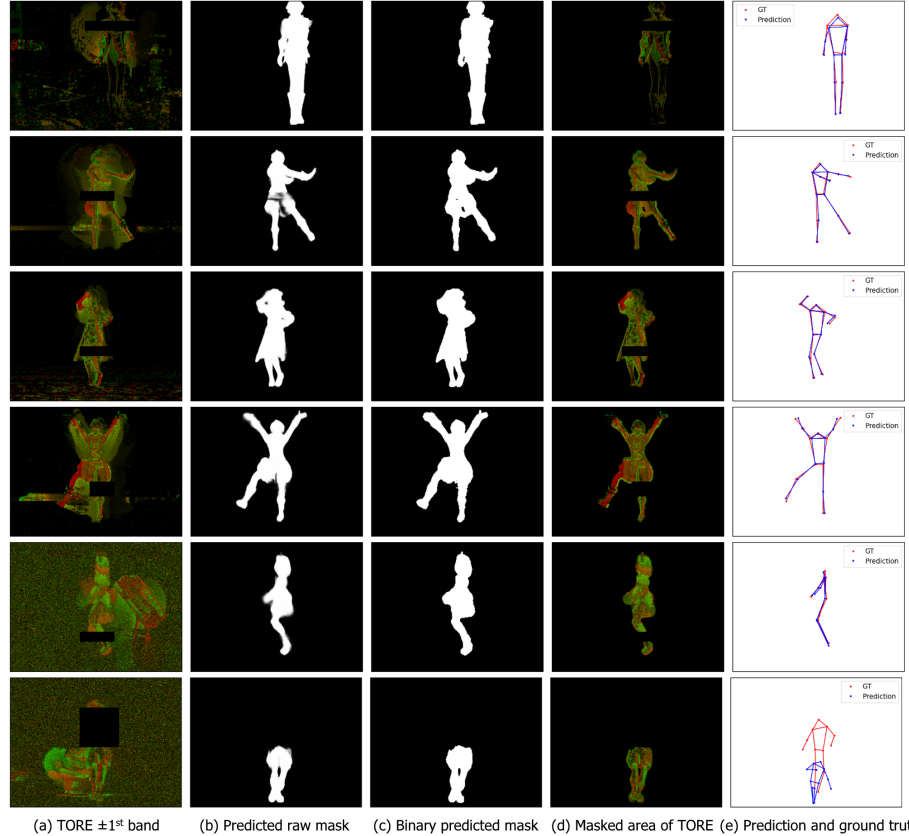 GT
Prediction
GT
Prediction
GT
Prediction
GT
Prediction
GT
Prediction
GT
Prediction
(a) TORE ±1st band (b) Predicted raw mask (c) Binary predicted mask (d) Masked area of TORE (e) Prediction and ground trut